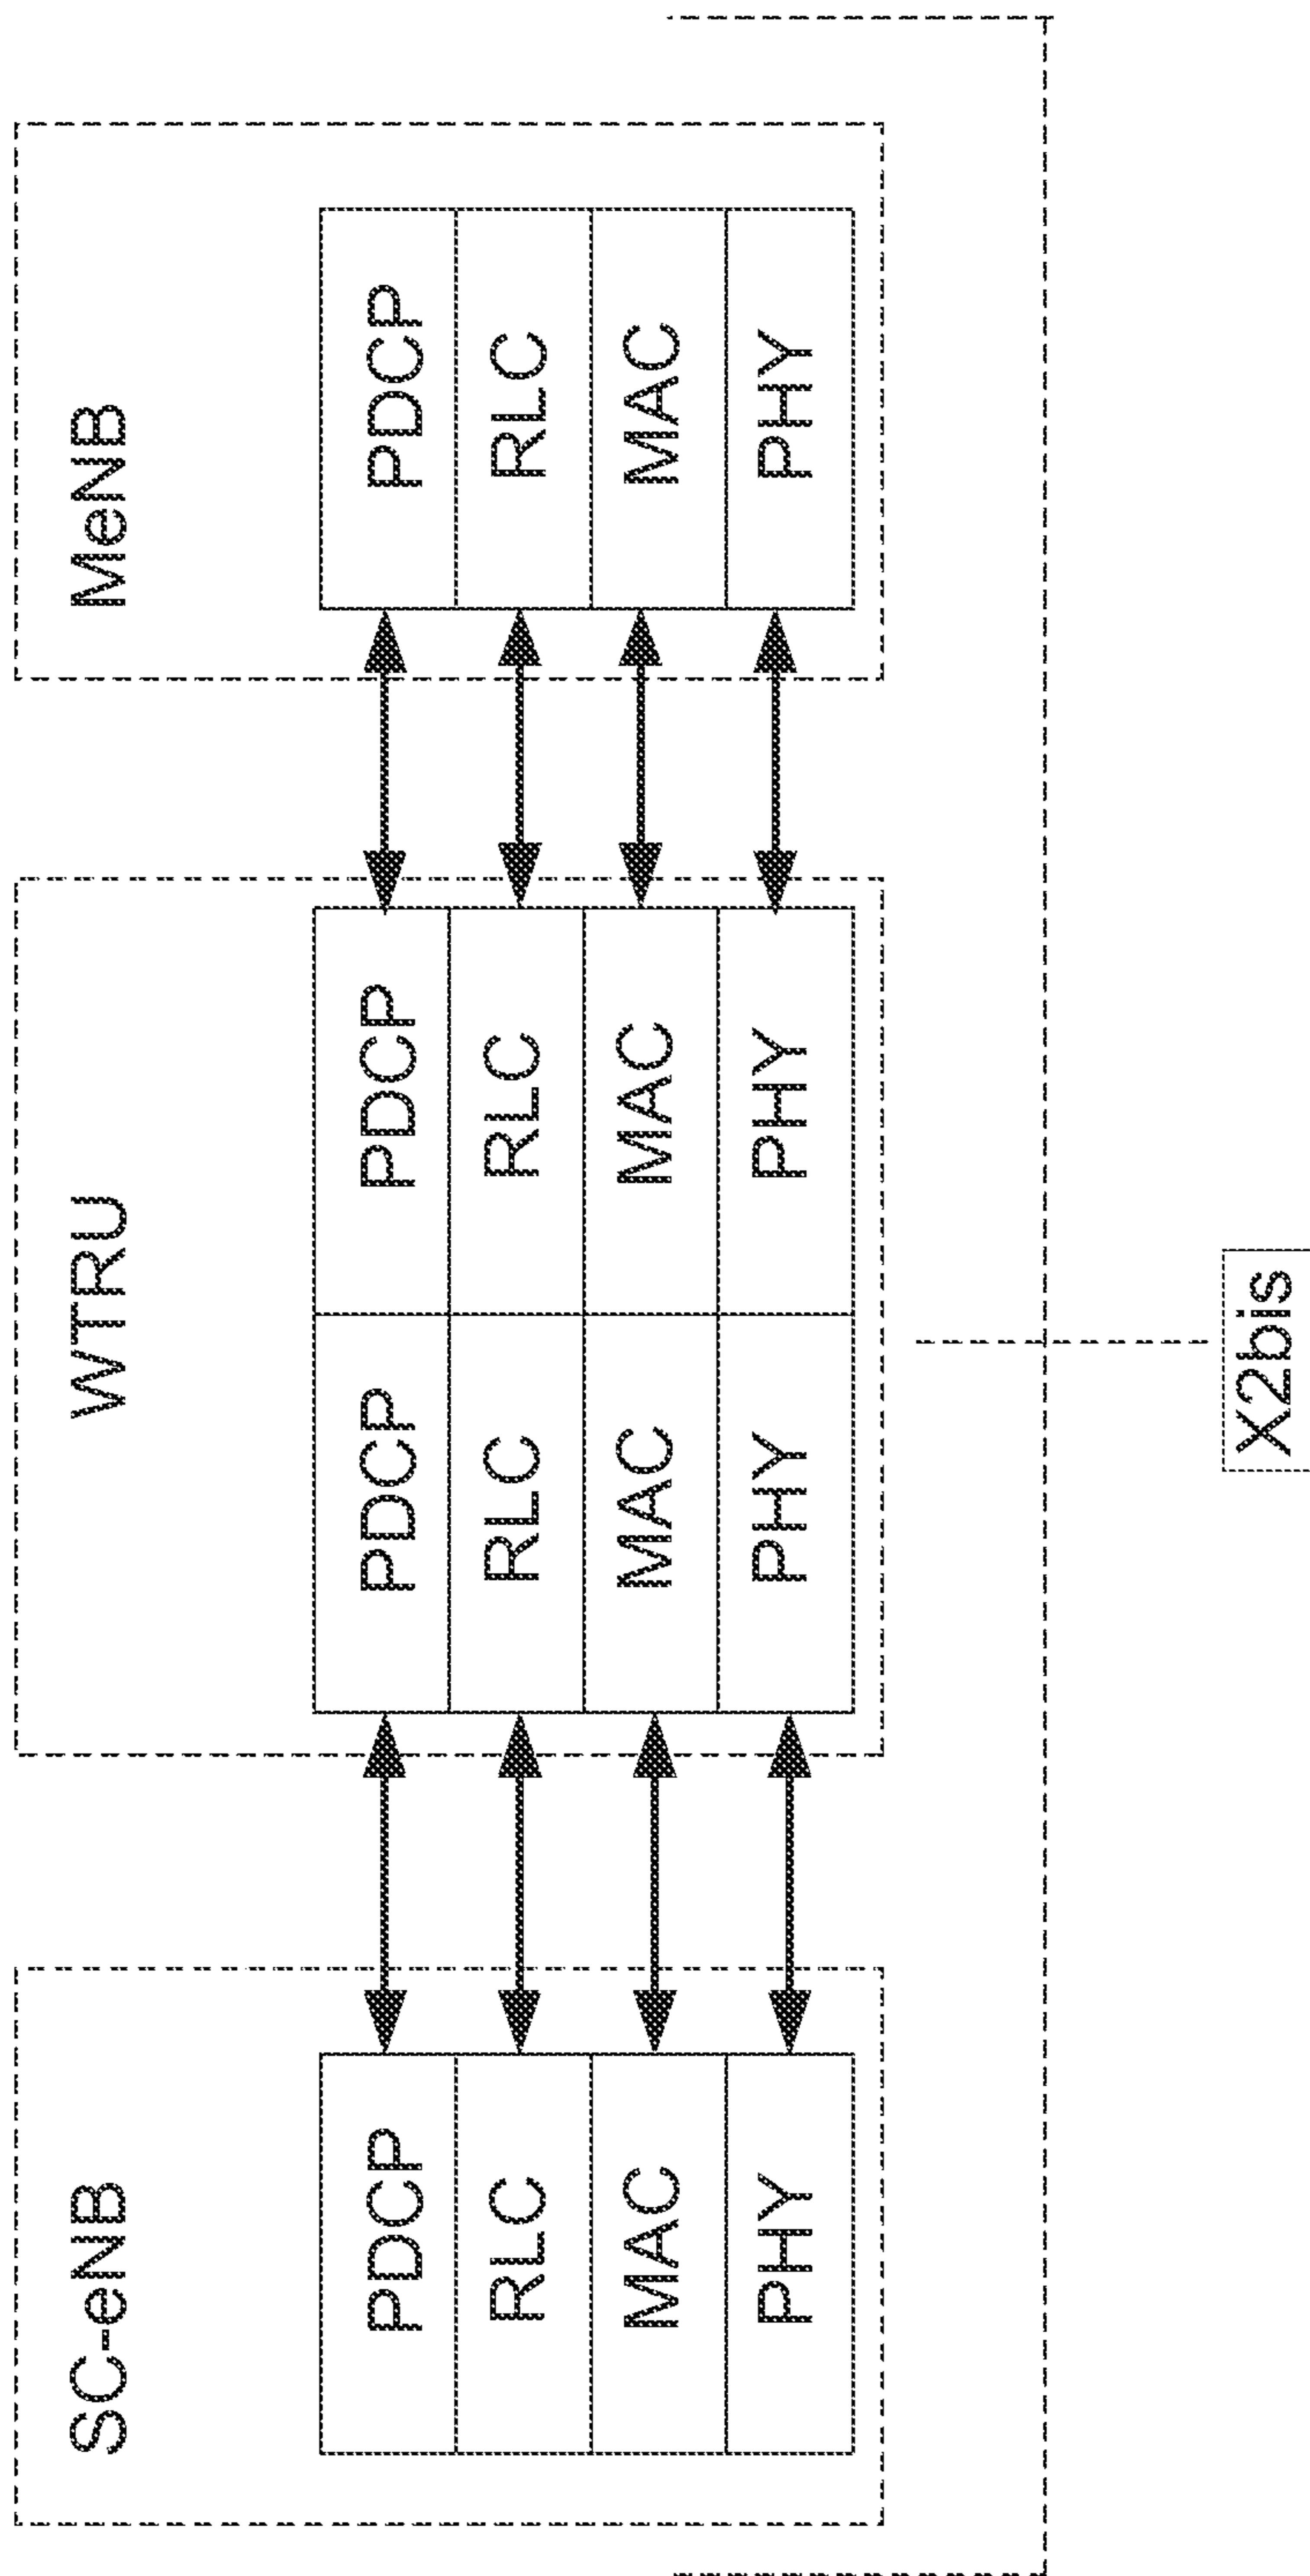 SC-eNB
WTRU
MeNB
PDCP
PDCP
PDCP
PDCP
RLC
RLC
RLC
RLC
MAC
MAC
MAC
MAC
PHY
PHY
PHY
PHY
X2bis